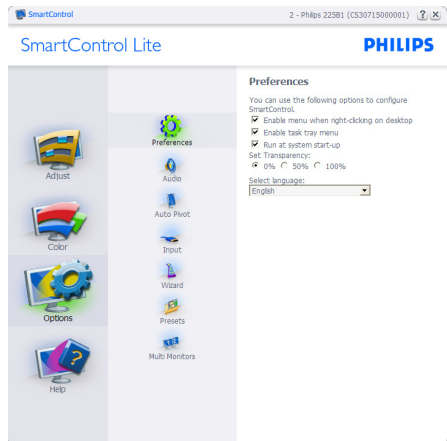 SmartControl
2 - Philips 225B1 (CS30715000001)
? X
SmartControl Lite
PHILIPS
Adjust
Color
Options
Help
Preferences
Audio
Auto Pivot
Input
Wizard
Presets
Multi Monitors
Preferences
You can use the following options to configure
SmartControl.
Enable menu when right-clicking on desktop
Enable task tray menu
Run at system start-up
Set Transparency:
0% 50% 100%
Select language:
English